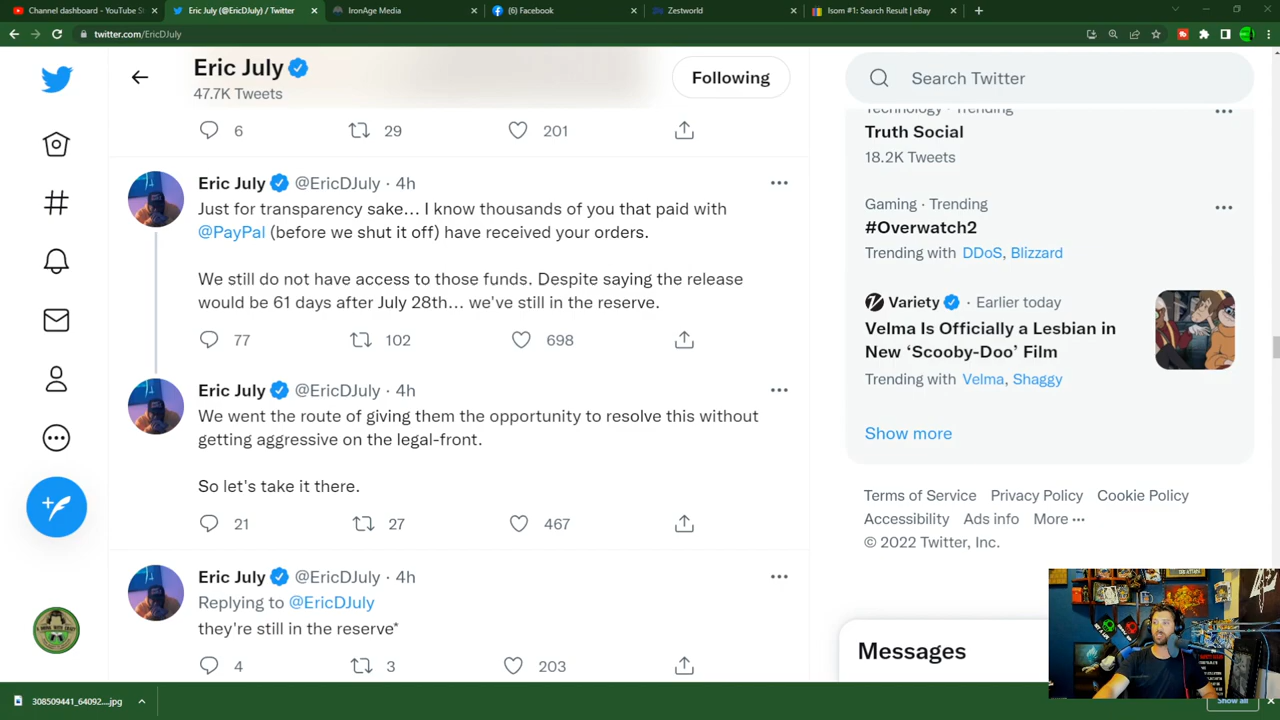 Channel dashboard - YouTube S
Eric July (@EricDJuly) / Twitter
IronAge Media
(6) Facebook
Zestworld
Isom #1: Search Result | eBay
twitter.com/EricDJuly
Eric July
47.7K Tweets
Following
6
29
201
Eric July @EricDJuly · 4h
Just for transparency sake... I know thousands of you that paid with
@PayPal (before we shut it off) have received your orders.
We still do not have access to those funds. Despite saying the release
would be 61 days after July 28th... we've still in the reserve.
77
102
698
Eric July @EricDJuly · 4h
We went the route of giving them the opportunity to resolve this without
getting aggressive on the legal-front.
So let's take it there.
21
27
467
Eric July @EricDJuly · 4h
Replying to @EricDJuly
they're still in the reserve*
4
3
203
Search Twitter
Technology · Trending
Truth Social
18.2K Tweets
Gaming · Trending
#Overwatch2
Trending with DDoS, Blizzard
Variety · Earlier today
Velma Is Officially a Lesbian in
New ‘Scooby-Doo’ Film
Trending with Velma, Shaggy
Show more
Terms of Service Privacy Policy Cookie Policy
Accessibility Ads info More ···
© 2022 Twitter, Inc.
Messages
308509441_64092....jpg
Show all